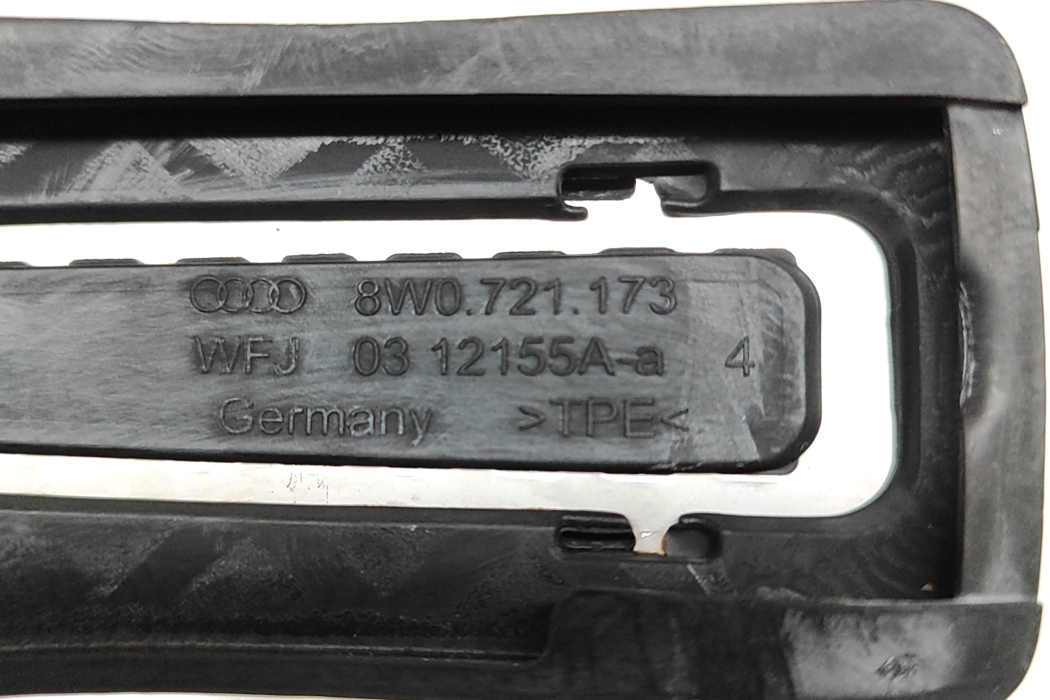 8W0.721.173
WFJ 03 12155A-a 4
Germany >TPE<